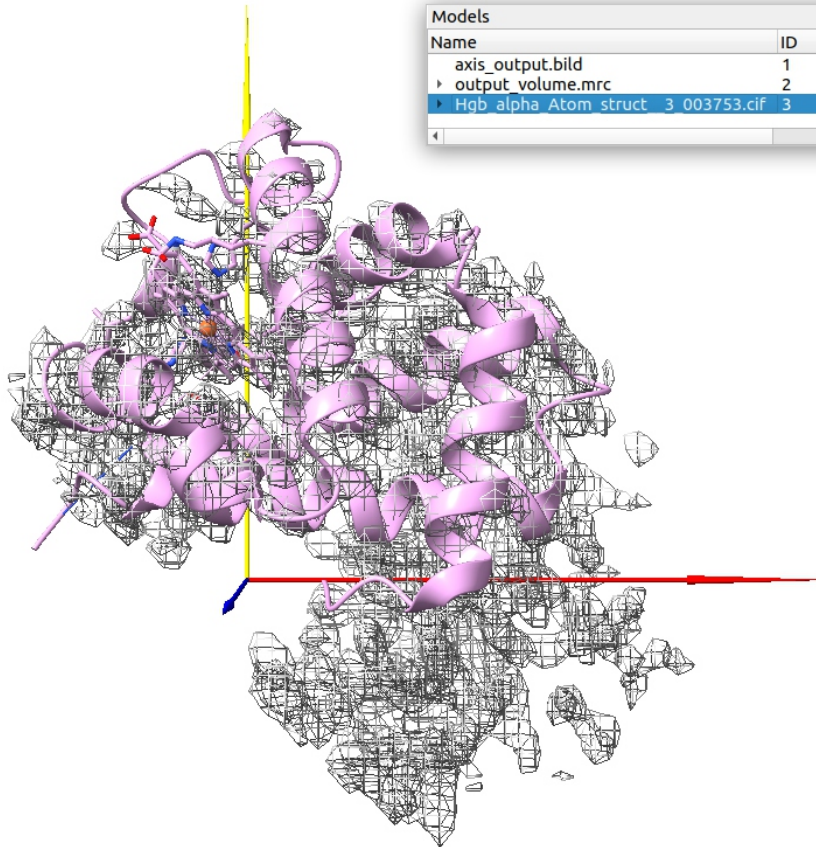 Models
Name ID
axis_output.bild 1
output_volume.mrc 2
Hgb_alpha_Atom_struct__3_003753.cif 3